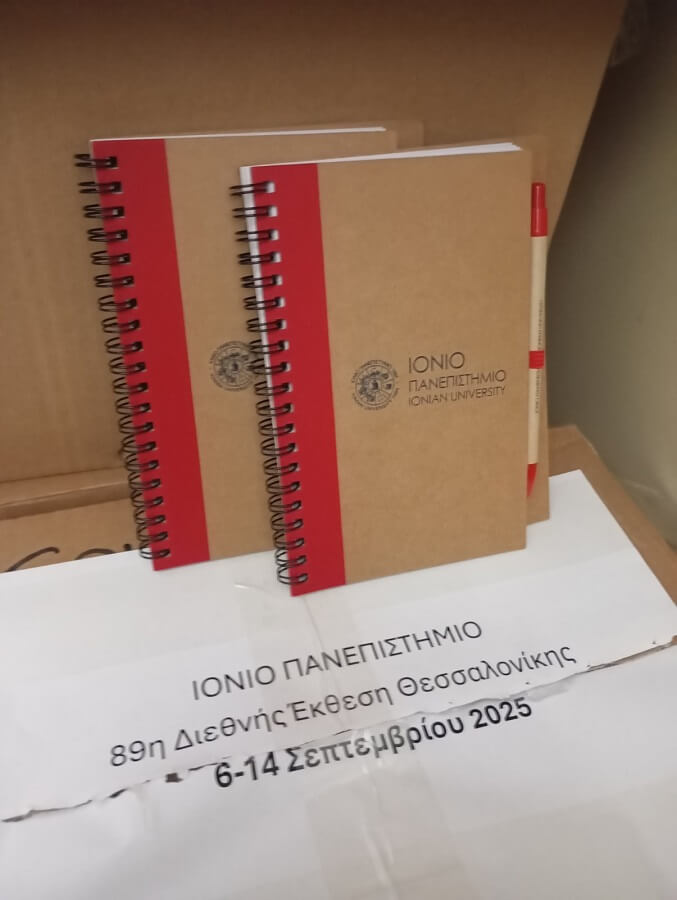 ΙΟΝΙΟ
ΠΑΝΕΠΙΣΤΗΜΙΟ
IONIAN UNIVERSITY
ΙΟΝΙΟ ΠΑΝΕΠΙΣΤΗΜΙΟ
89η Διεθνής Έκθεση Θεσσαλονίκης
6-14 Σεπτεμβρίου 2025